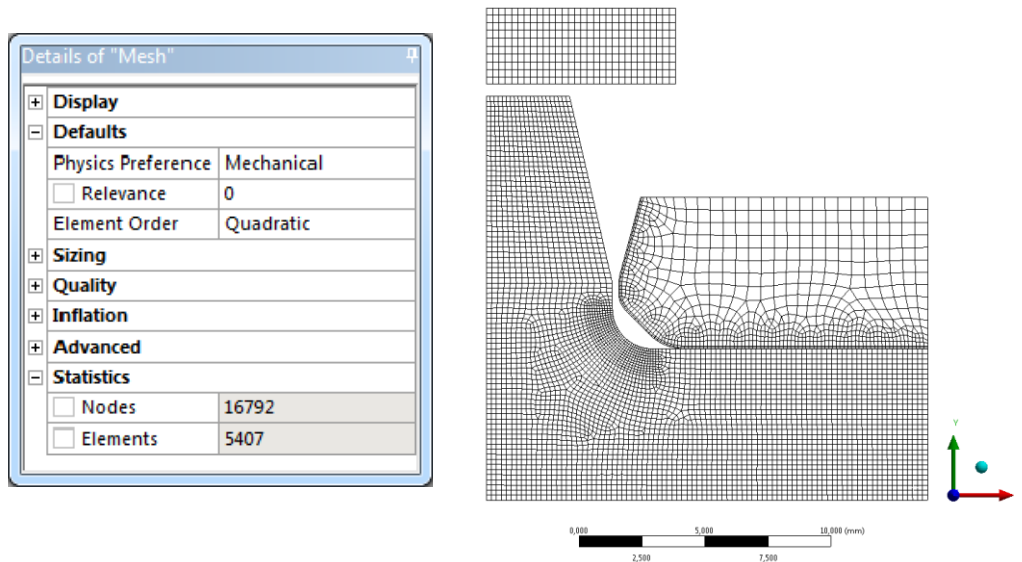 Details of "Mesh"
Display
Defaults
Physics Preference Mechanical
Relevance 0
Element Order Quadratic
Sizing
Quality
Inflation
Advanced
Statistics
Nodes 16792
Elements 5407
Y
0,000 5,000 10,000 (mm)
2,500 7,500